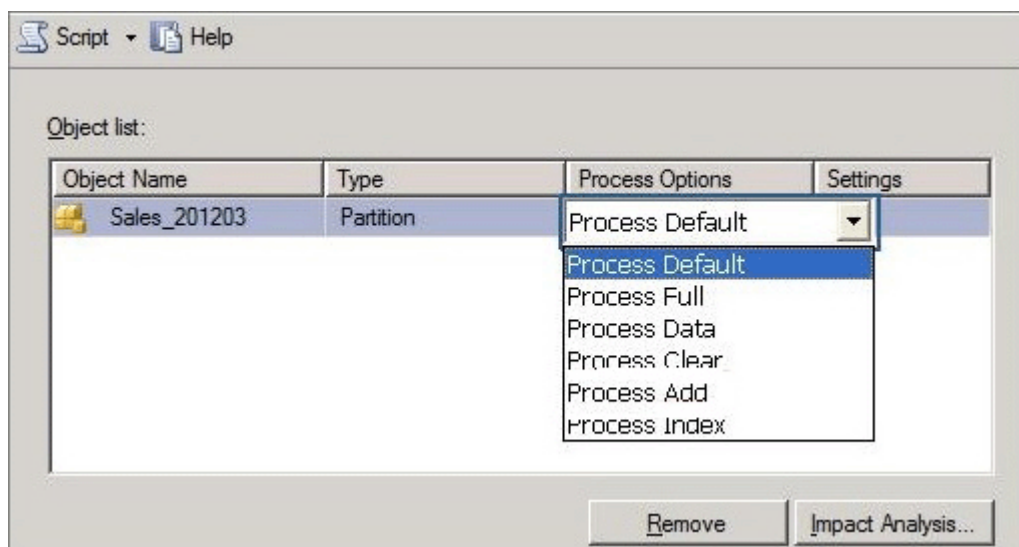 Script Help
Object list:
Object Name Type Process Options Settings
Sales_201203 Partition Process Default
Process Default
Process Full
Process Data
Process Clear
Process Add
Process Index
Remove Impact Analysis...